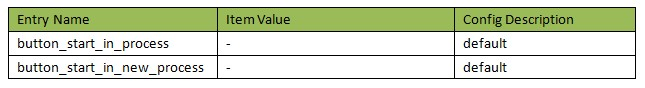 Entry Name Item Value Config Description
button_start_in_process - default
button_start_in_new_process - default